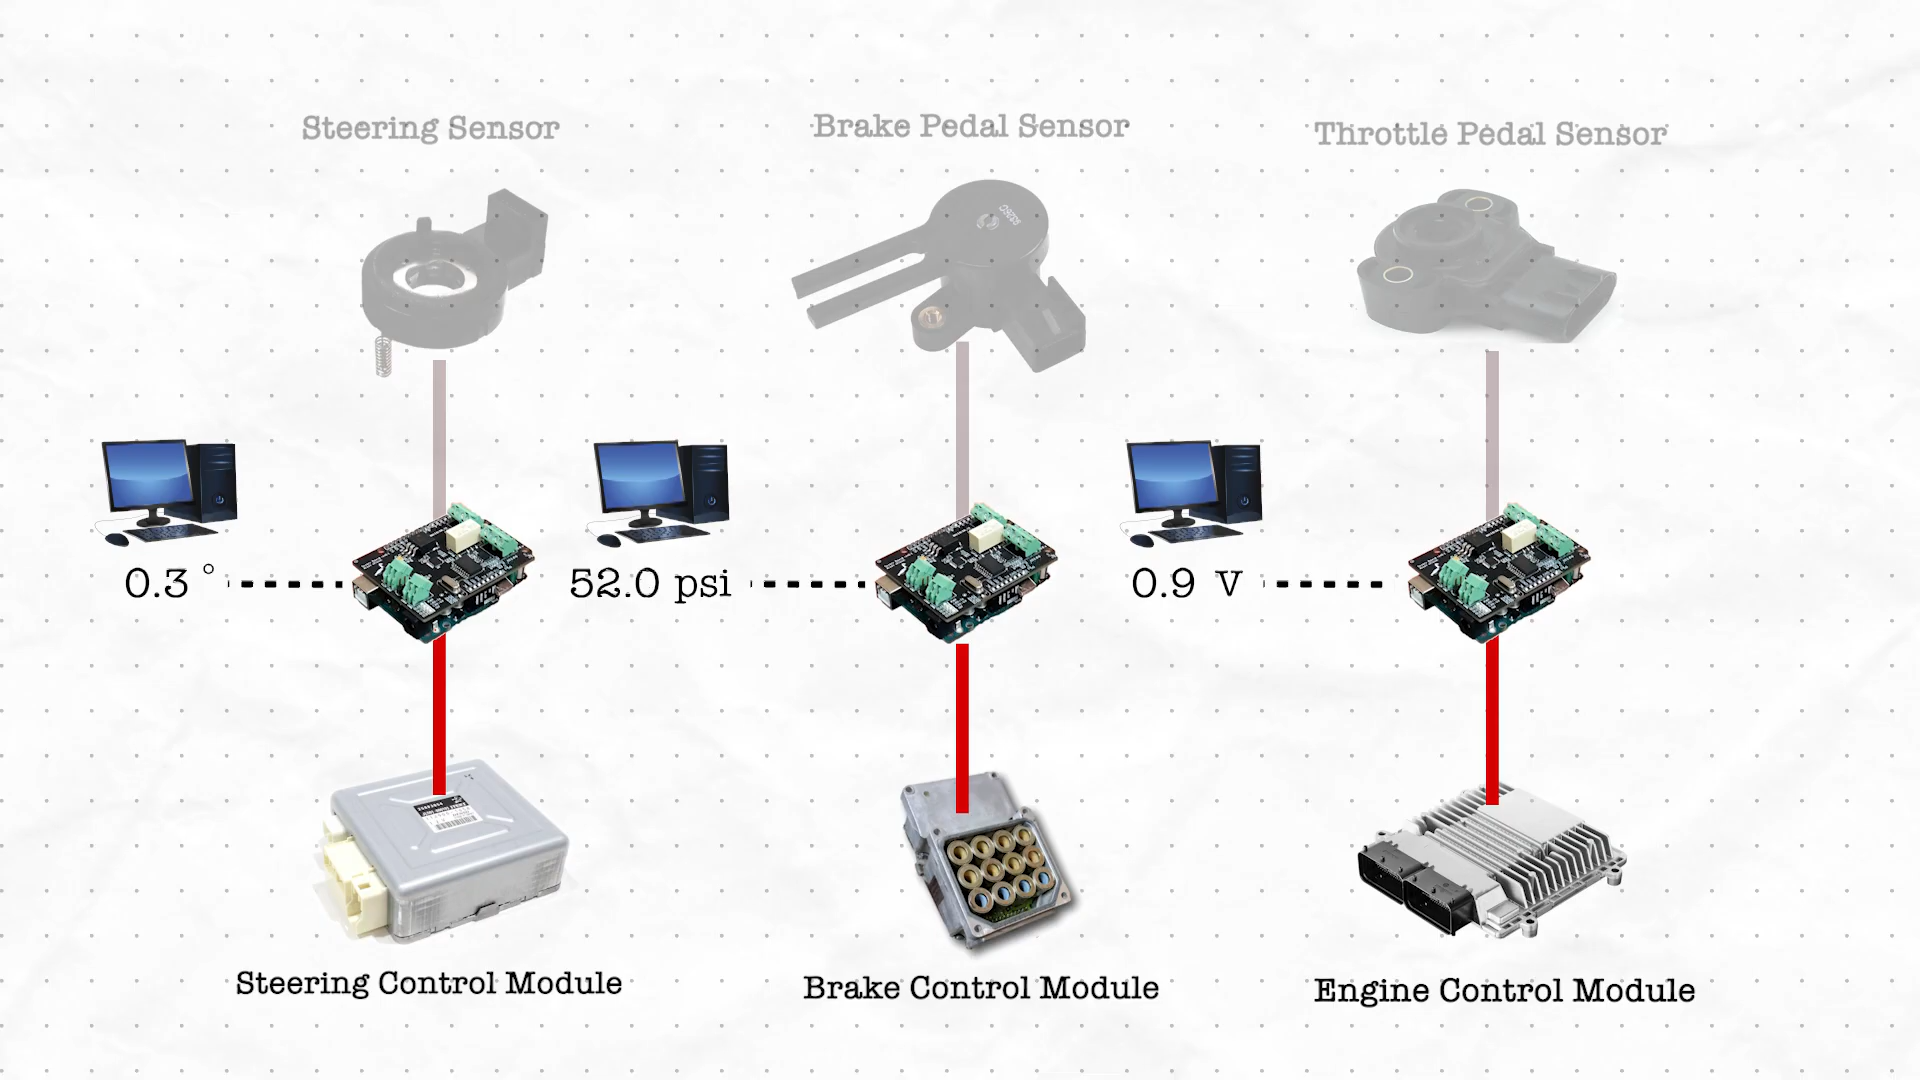 Steering Sensor
Brake Pedal Sensor
Throttle Pedal Sensor
0.3 °
52.0 psi
0.9 V
Steering Control Module
Brake Control Module
Engine Control Module